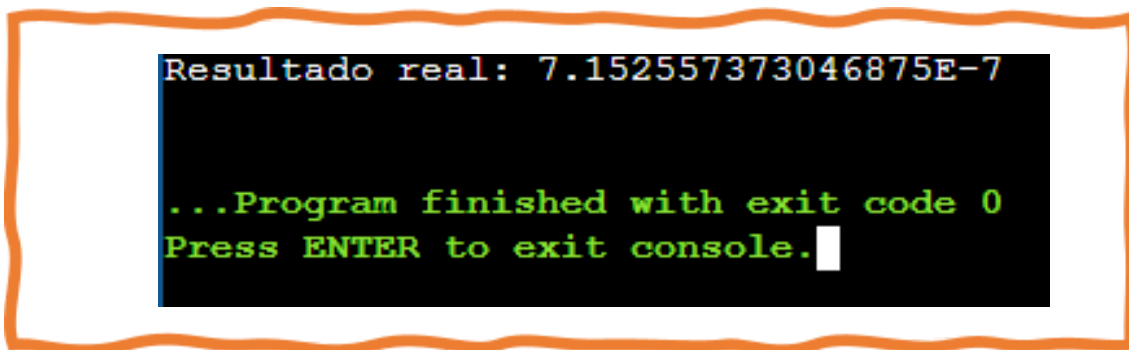 Resultado real: 7.152557373046875E-7
...Program finished with exit code 0
Press ENTER to exit console.